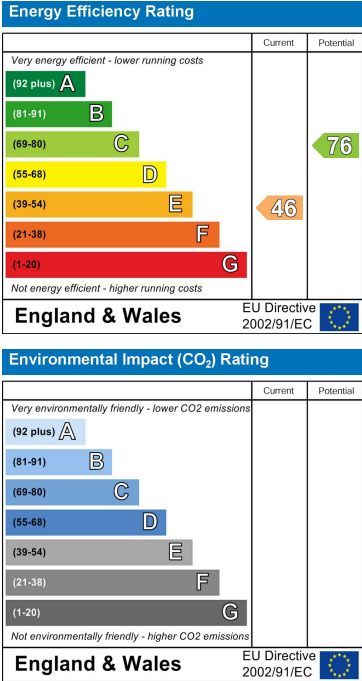 Energy Efficiency Rating
Current Potential
Very energy efficient - lower running costs
(92 plus) A
(81-91) B
(69-80) C 76
(55-68) D
(39-54) E 46
(21-38) F
(1-20) G
Not energy efficient - higher running costs
England & Wales EU Directive 2002/91/EC
Environmental Impact (CO₂) Rating
Current Potential
Very environmentally friendly - lower CO2 emissions
(92 plus) A
(81-91) B
(69-80) C
(55-68) D
(39-54) E
(21-38) F
(1-20) G
Not environmentally friendly - higher CO2 emissions
England & Wales EU Directive 2002/91/EC